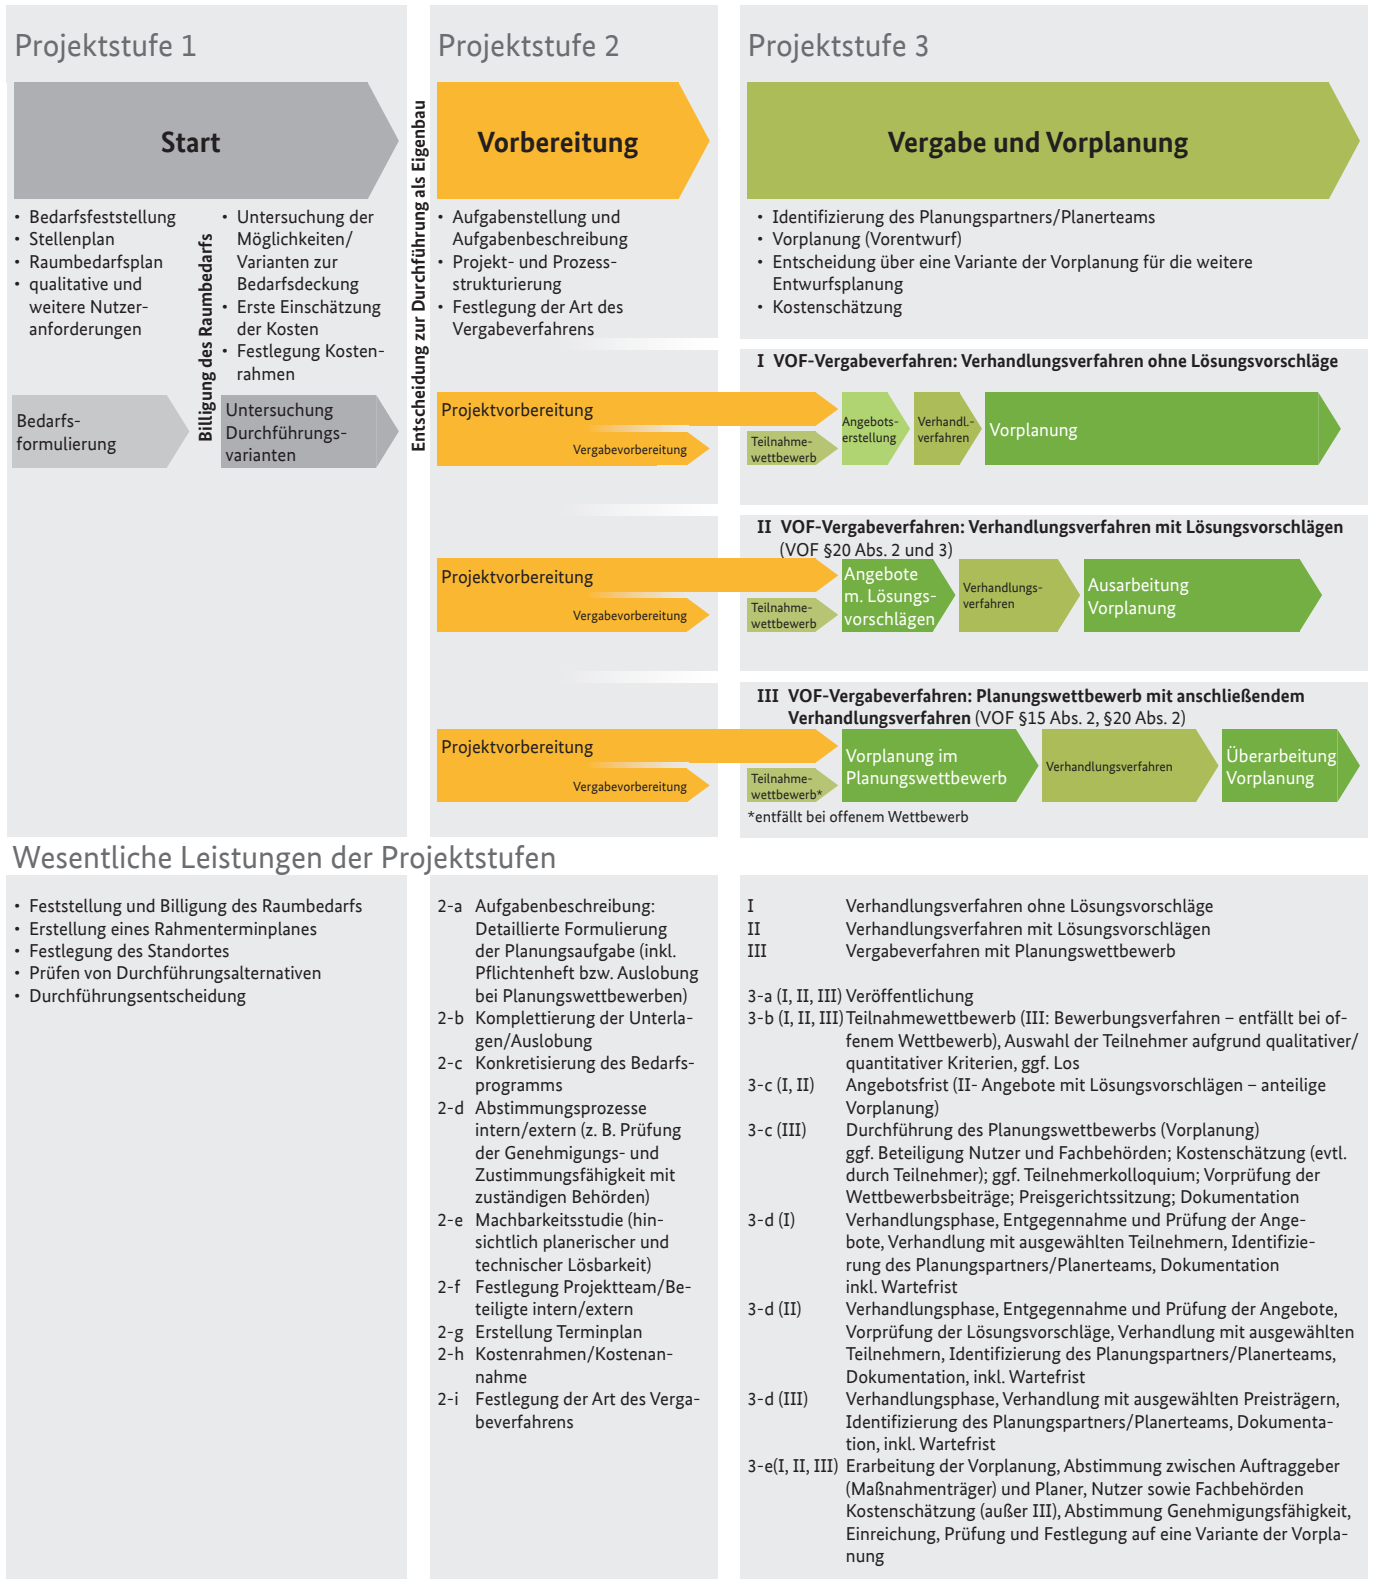 Projektstufe 1
Start
• Bedarfsfeststellung
• Stellenplan
• Raumbedarfsplan
• qualitative und
weitere Nutzer-
anforderungen
Billigung des Raumbedarfs
• Untersuchung der
Möglichkeiten/
Varianten zur
Bedarfsdeckung
• Erste Einschätzung
der Kosten
• Festlegung Kosten-
rahmen
Bedarfs-
formulierung
Untersuchung
Durchführungs-
varianten
Entscheidung zur Durchführung als Eigenbau
Projektstufe 2
Vorbereitung
• Aufgabenstellung und
Aufgabenbeschreibung
• Projekt- und Prozess-
strukturierung
• Festlegung der Art des
Vergabeverfahrens
Projektstufe 3
Vergabe und Vorplanung
• Identifizierung des Planungspartners/Planerteams
• Vorplanung (Vorentwurf)
• Entscheidung über eine Variante der Vorplanung für die weitere
Entwurfsplanung
• Kostenschätzung
I VOF-Vergabeverfahren: Verhandlungsverfahren ohne Lösungsvorschläge
Projektvorbereitung
Vergabevorbereitung
Teilnahme-
wettbewerb
Angebots-
erstellung
Verhandl.-
verfahren
Vorplanung
II VOF-Vergabeverfahren: Verhandlungsverfahren mit Lösungsvorschlägen
(VOF §20 Abs. 2 und 3)
Projektvorbereitung
Vergabevorbereitung
Teilnahme-
wettbewerb
Angebote
m. Lösungs-
vorschlägen
Verhandlungs-
verfahren
Ausarbeitung
Vorplanung
III VOF-Vergabeverfahren: Planungswettbewerb mit anschließendem
Verhandlungsverfahren (VOF §15 Abs. 2, §20 Abs. 2)
Projektvorbereitung
Vergabevorbereitung
Teilnahme-
wettbewerb*
Vorplanung im
Planungswettbewerb
Verhandlungsverfahren
Überarbeitung
Vorplanung
*entfällt bei offenem Wettbewerb
Wesentliche Leistungen der Projektstufen
• Feststellung und Billigung des Raumbedarfs
• Erstellung eines Rahmenterminplanes
• Festlegung des Standortes
• Prüfen von Durchführungsalternativen
• Durchführungsentscheidung
2-a Aufgabenbeschreibung:
Detaillierte Formulierung
der Planungsaufgabe (inkl.
Pflichtenheft bzw. Auslobung
bei Planungswettbewerben)
2-b Komplettierung der Unterla-
gen/Auslobung
2-c Konkretisierung des Bedarfs-
programms
2-d Abstimmungsprozesse
intern/extern (z. B. Prüfung
der Genehmigungs- und
Zustimmungsfähigkeit mit
zuständigen Behörden)
2-e Machbarkeitsstudie (hin-
sichtlich planerischer und
technischer Lösbarkeit)
2-f Festlegung Projektteam/Be-
teiligte intern/extern
2-g Erstellung Terminplan
2-h Kostenrahmen/Kostenan-
nahme
2-i Festlegung der Art des Verga-
beverfahrens
I Verhandlungsverfahren ohne Lösungsvorschläge
II Verhandlungsverfahren mit Lösungsvorschlägen
III Vergabeverfahren mit Planungswettbewerb
3-a (I, II, III) Veröffentlichung
3-b (I, II, III) Teilnahmewettbewerb (III: Bewerbungsverfahren – entfällt bei of-
fenem Wettbewerb), Auswahl der Teilnehmer aufgrund qualitativer/
quantitativer Kriterien, ggf. Los
3-c (I, II) Angebotsfrist (II- Angebote mit Lösungsvorschlägen – anteilige
Vorplanung)
3-c (III) Durchführung des Planungswettbewerbs (Vorplanung)
ggf. Beteiligung Nutzer und Fachbehörden; Kostenschätzung (evtl.
durch Teilnehmer); ggf. Teilnehmerkolloquium; Vorprüfung der
Wettbewerbsbeiträge; Preisgerichtssitzung; Dokumentation
3-d (I) Verhandlungsphase, Entgegennahme und Prüfung der Ange-
bote, Verhandlung mit ausgewählten Teilnehmern, Identifizie-
rung des Planungspartners/Planerteams, Dokumentation
inkl. Wartefrist
3-d (II) Verhandlungsphase, Entgegennahme und Prüfung der Angebote,
Vorprüfung der Lösungsvorschläge, Verhandlung mit ausgewählten
Teilnehmern, Identifizierung des Planungspartners/Planerteams,
Dokumentation, inkl. Wartefrist
3-d (III) Verhandlungsphase, Verhandlung mit ausgewählten Preisträgern,
Identifizierung des Planungspartners/Planerteams, Dokumenta-
tion, inkl. Wartefrist
3-e(I, II, III) Erarbeitung der Vorplanung, Abstimmung zwischen Auftraggeber
(Maßnahmenträger) und Planer, Nutzer sowie Fachbehörden
Kostenschätzung (außer III), Abstimmung Genehmigungsfähigkeit,
Einreichung, Prüfung und Festlegung auf eine Variante der Vorpla-
nung